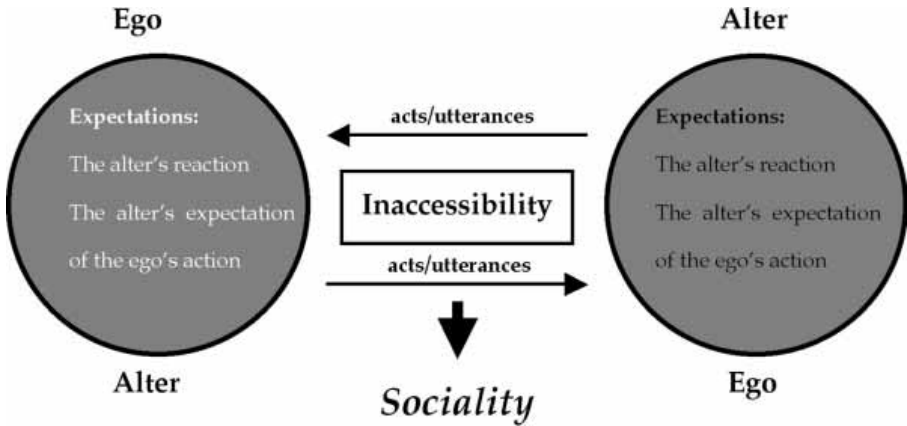 Ego
Alter
Expectations:
The alter's reaction
The alter's expectation
of the ego's action
acts/utterances
Inaccessibility
acts/utterances
Expectations:
The alter's reaction
The alter's expectation
of the ego's action
Alter
Ego
Sociality